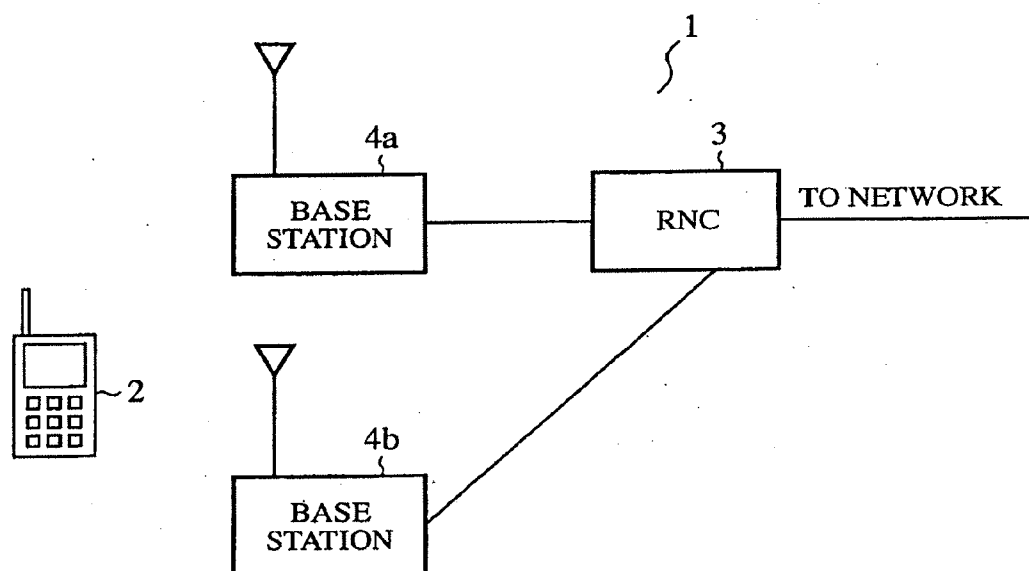 1
4a
3
BASE
STATION
RNC
TO NETWORK
2
4b
BASE
STATION